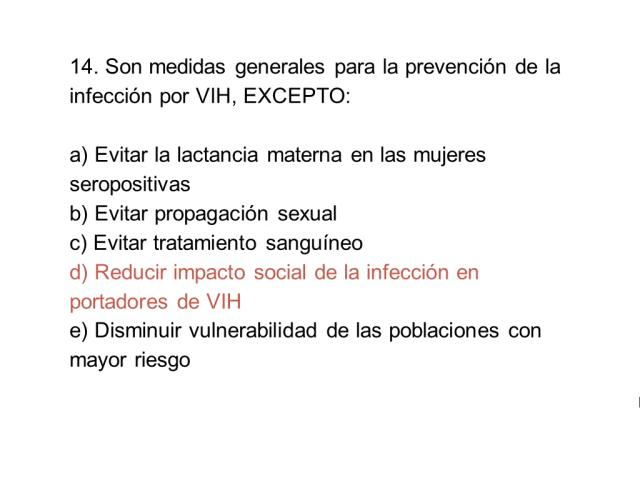 14. Son medidas generales para la prevención de la
infección por VIH, EXCEPTO:
a) Evitar la lactancia materna en las mujeres
seropositivas
b) Evitar propagación sexual
c) Evitar tratamiento sanguíneo
d) Reducir impacto social de la infección en
portadores de VIH
e) Disminuir vulnerabilidad de las poblaciones con
mayor riesgo